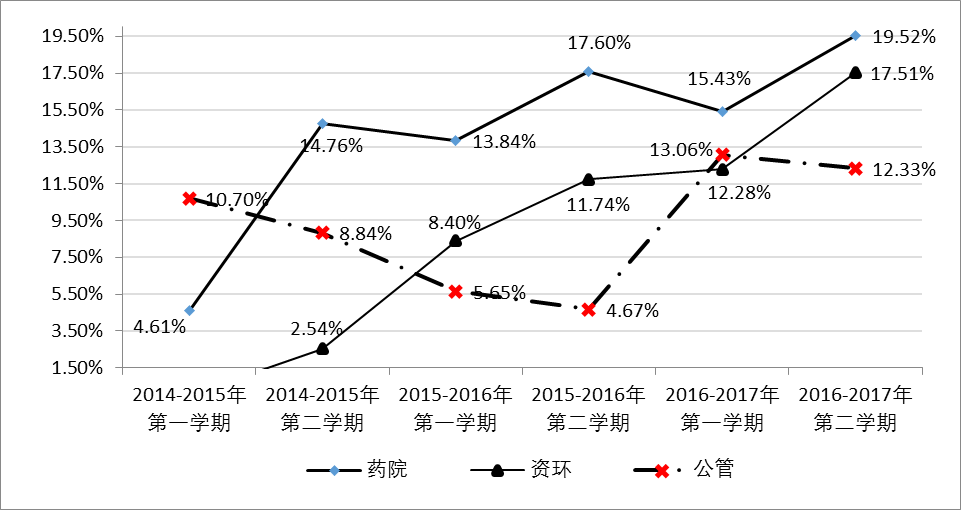 19.50%
17.50%
15.50%
13.50%
11.50%
9.50%
7.50%
5.50%
3.50%
1.50%
4.61%
14.76%
13.84%
17.60%
15.43%
19.52%
2.54%
8.40%
11.74%
12.28%
17.51%
10.70%
8.84%
5.65%
4.67%
13.06%
12.33%
2014-2015年
第一学期
2014-2015年
第二学期
2015-2016年
第一学期
2015-2016年
第二学期
2016-2017年
第一学期
2016-2017年
第二学期
药院 资环 公管